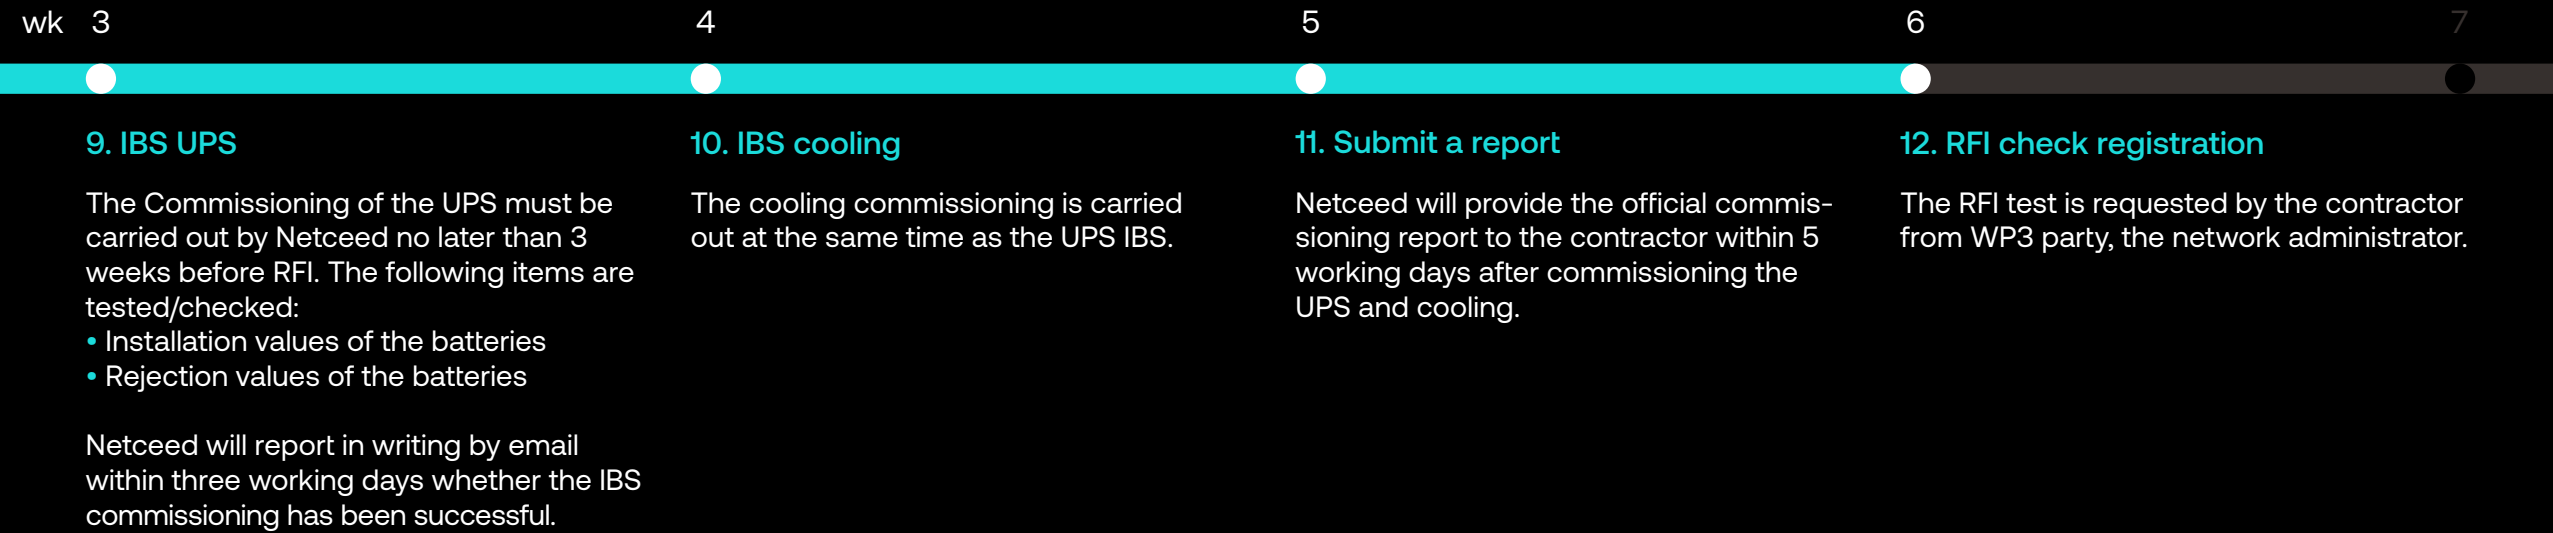 wk 3 4 5 6 7
9. IBS UPS
The Commissioning of the UPS must be
carried out by Netceed no later than 3
weeks before RFI. The following items are
tested/checked:
• Installation values of the batteries
• Rejection values of the batteries
Netceed will report in writing by email
within three working days whether the IBS
commissioning has been successful.
10. IBS cooling
The cooling commissioning is carried
out at the same time as the UPS IBS.
11. Submit a report
Netceed will provide the official commis-
sioning report to the contractor within 5
working days after commissioning the
UPS and cooling.
12. RFI check registration
The RFI test is requested by the contractor
from WP3 party, the network administrator.